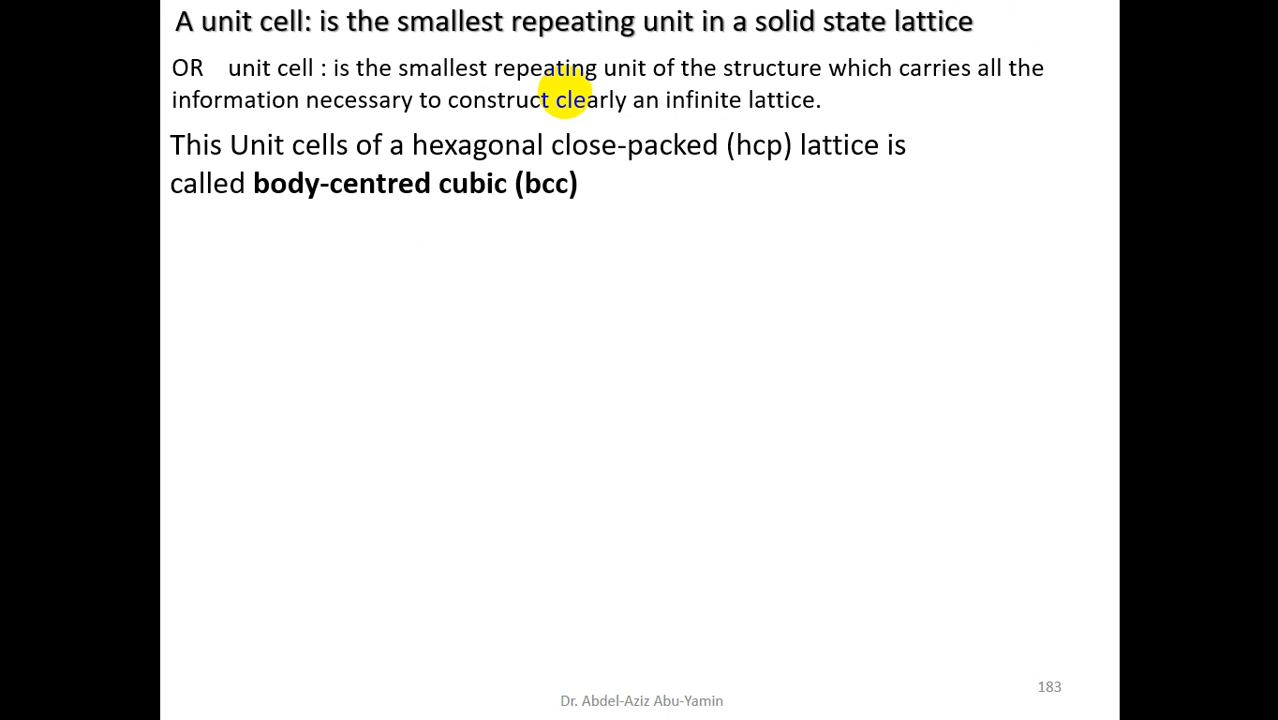 A unit cell: is the smallest repeating unit in a solid state lattice
OR unit cell : is the smallest repeating unit of the structure which carries all the
information necessary to construct clearly an infinite lattice.
This Unit cells of a hexagonal close-packed (hcp) lattice is
called body-centred cubic (bcc)
183
Dr. Abdel-Aziz Abu-Yamin